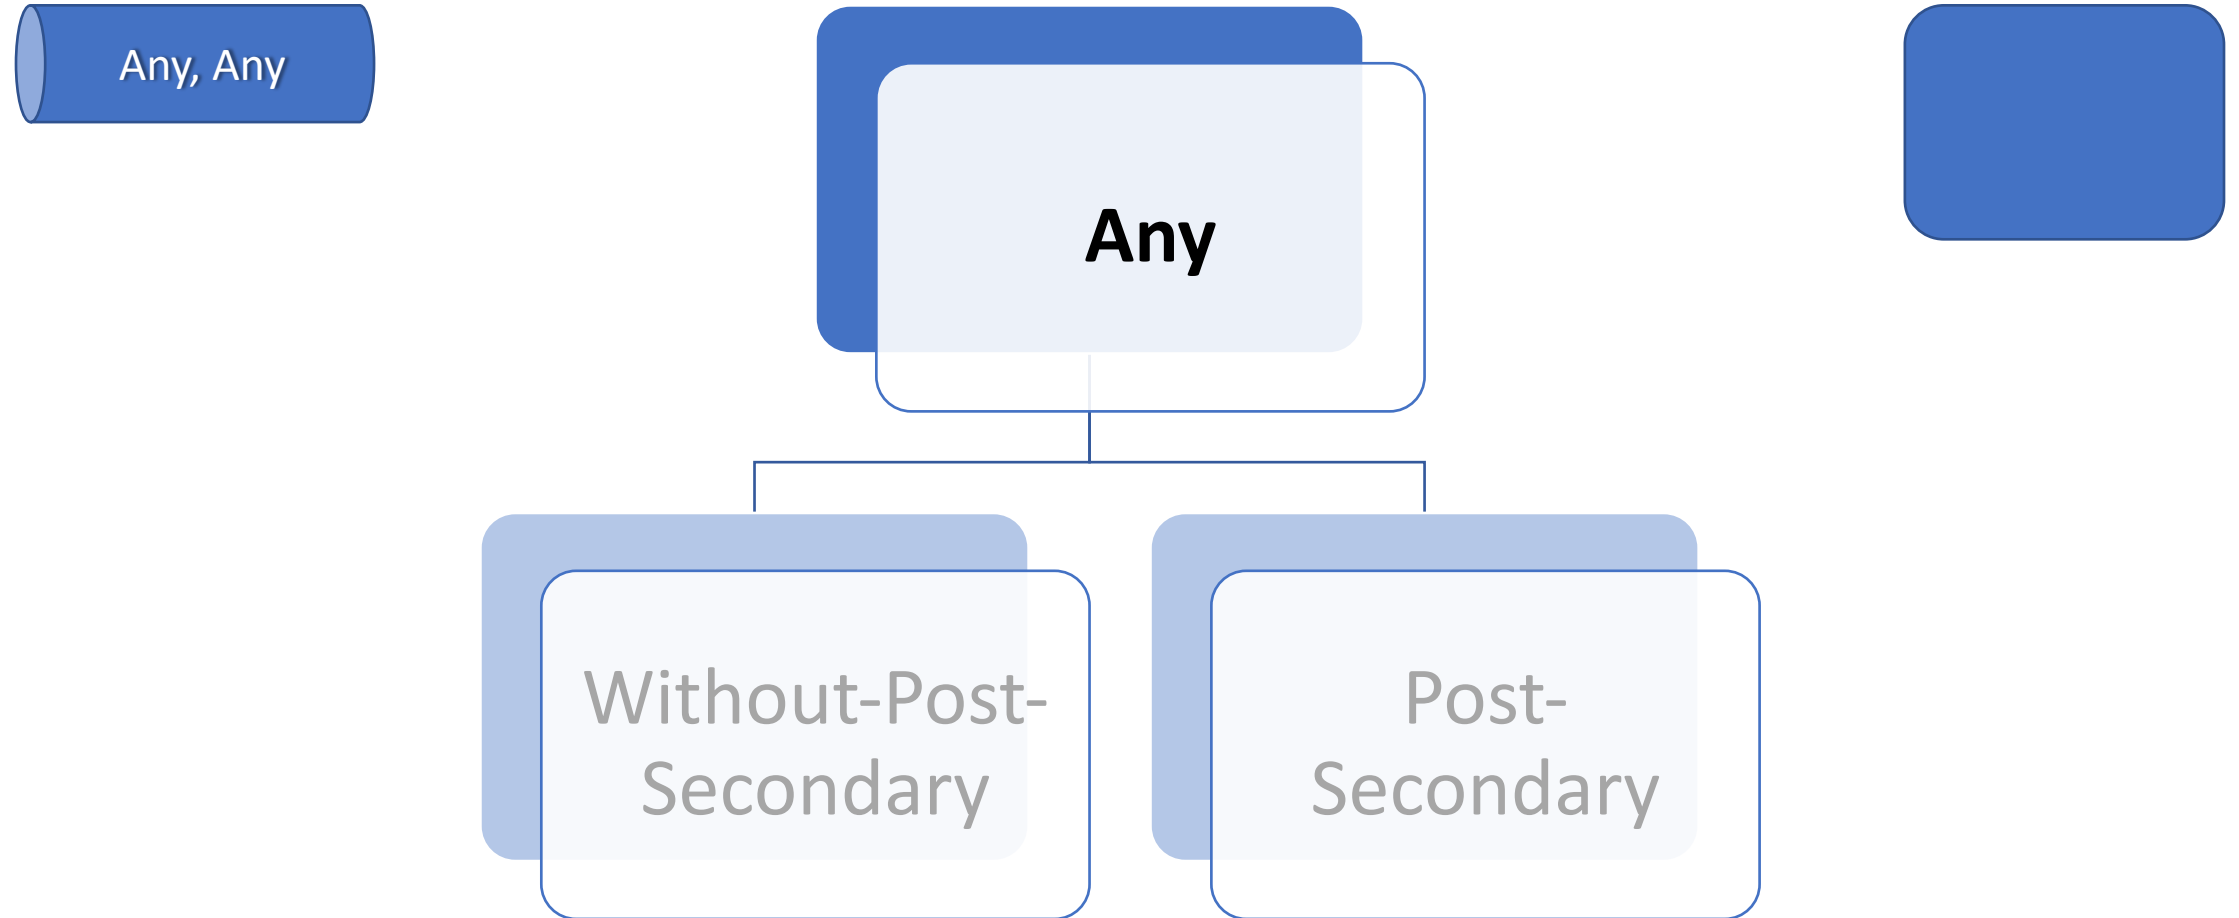 Any, Any
Any
Without-Post-
Secondary
Post-
Secondary